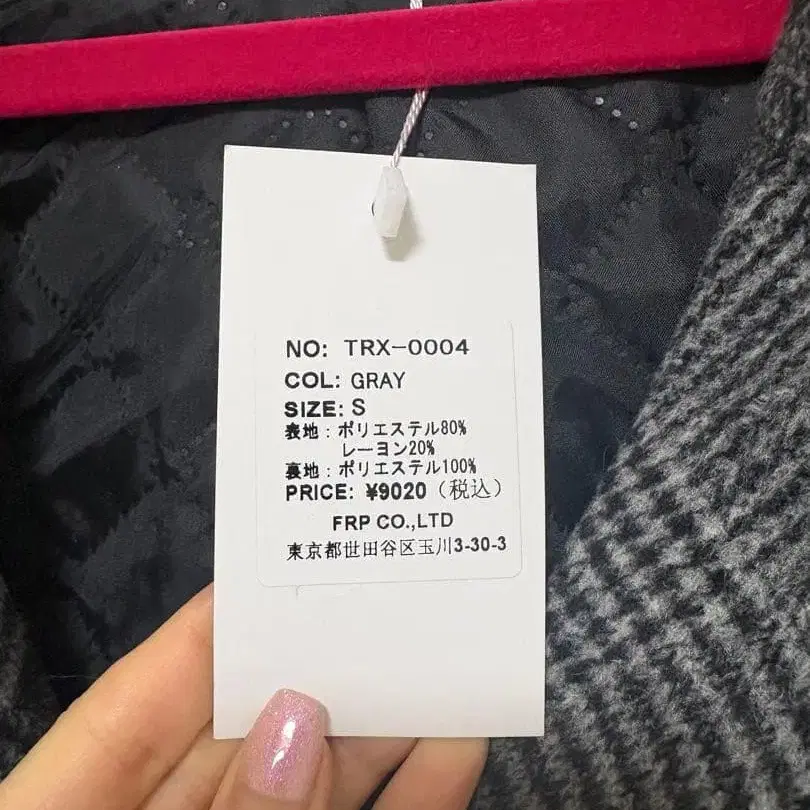 NO: TRX-0004
COL: GRAY
SIZE: S
表地：ポリエステル80%
レーヨン20%
裏地：ポリエステル100%
PRICE: ¥9020（税込）
FRP CO.,LTD
東京都世田谷区玉川3-30-3